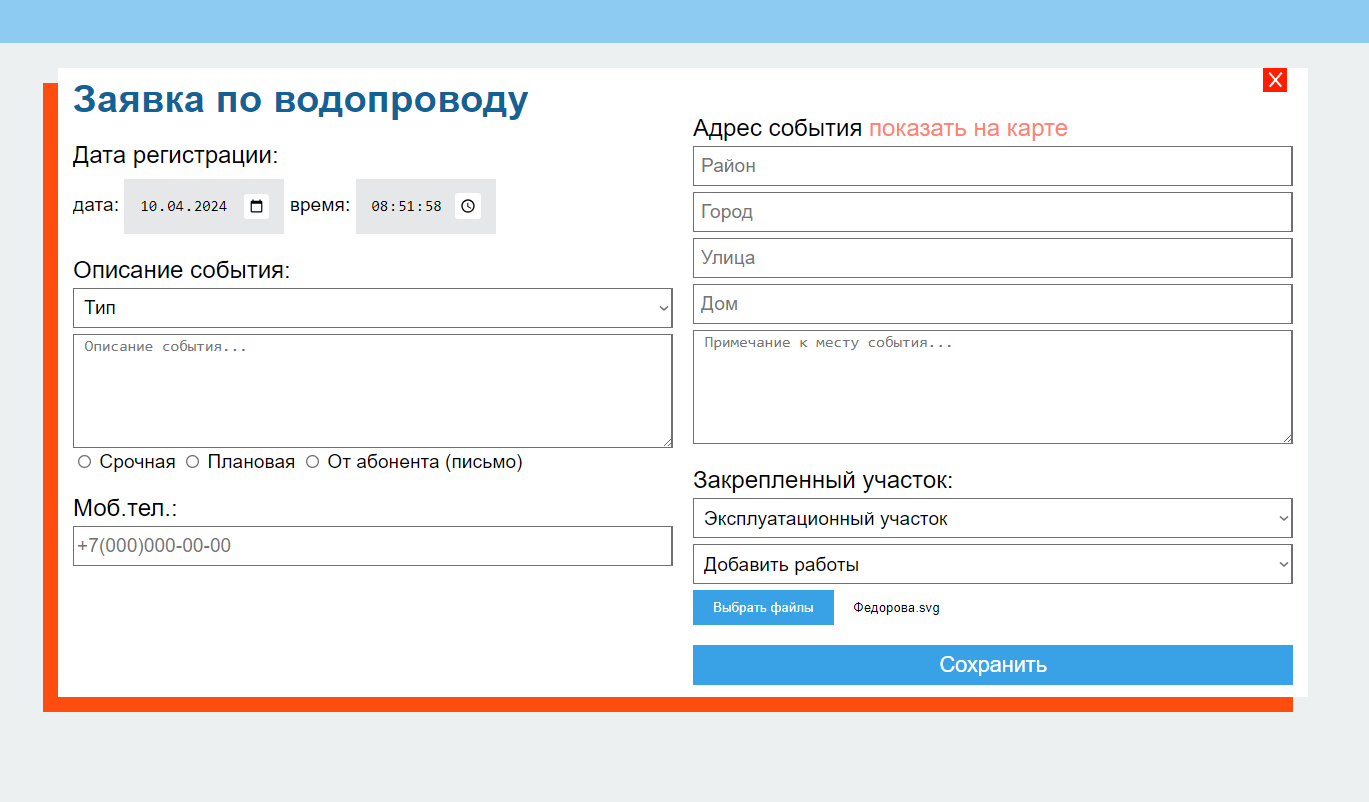 Заявка по водопроводу
X
Дата регистрации:
дата: 10.04.2024 время: 08:51:58
Описание события:
Тип
Описание события...
Срочная Плановая От абонента (письмо)
Моб.тел.:
+7(000)000-00-00
Адрес события показать на карте
Район
Город
Улица
Дом
Примечание к месту события...
Закрепленный участок:
Эксплуатационный участок
Добавить работы
Выбрать файлы Федорова.svg
Сохранить